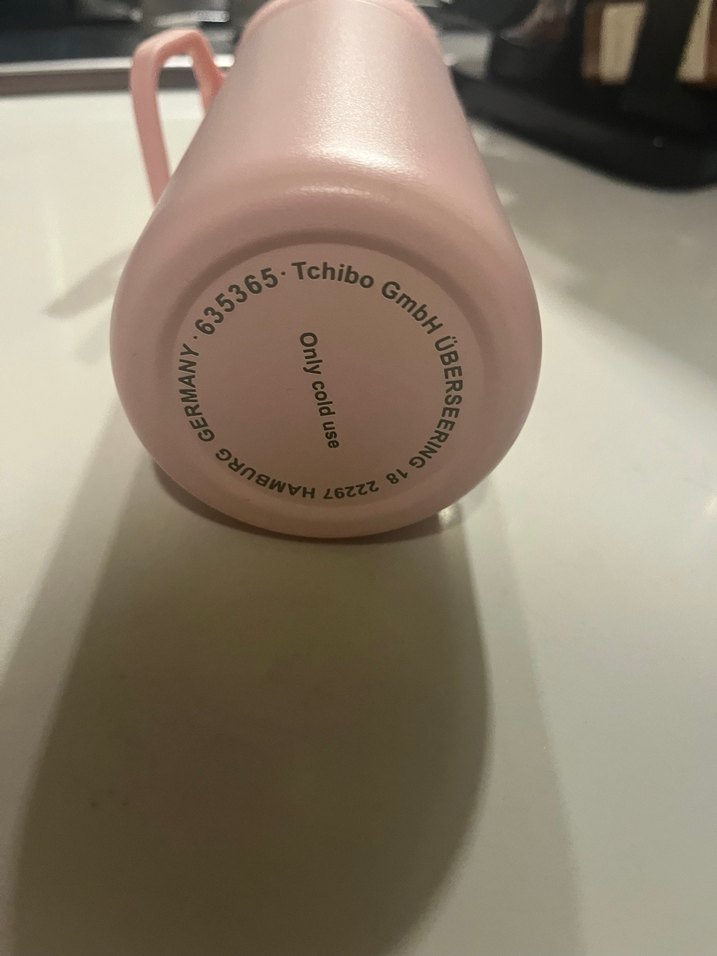 635365 · Tchibo GmbH ÜBERSEERING 18 22297 HAMBURG GERMANY ·
Only cold use